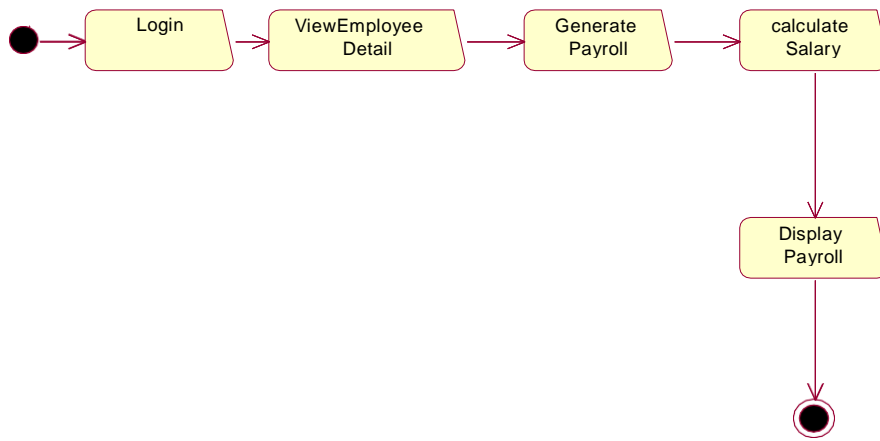 Login
ViewEmployee
Detail
Generate
Payroll
calculate
Salary
Display
Payroll